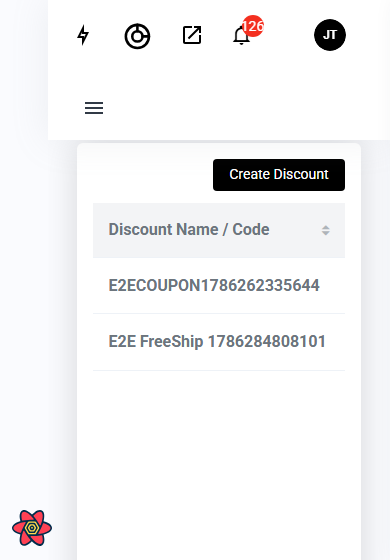 126
JT
Create Discount
Discount Name / Code
E2ECOUPON1786262335644
E2E FreeShip 1786284808101